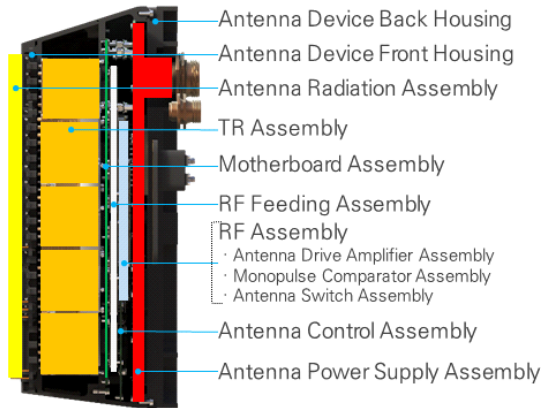 Antenna Device Back Housing
Antenna Device Front Housing
Antenna Radiation Assembly
TR Assembly
Motherboard Assembly
RF Feeding Assembly
RF Assembly
· Antenna Drive Amplifier Assembly
· Monopulse Comparator Assembly
· Antenna Switch Assembly
Antenna Control Assembly
Antenna Power Supply Assembly